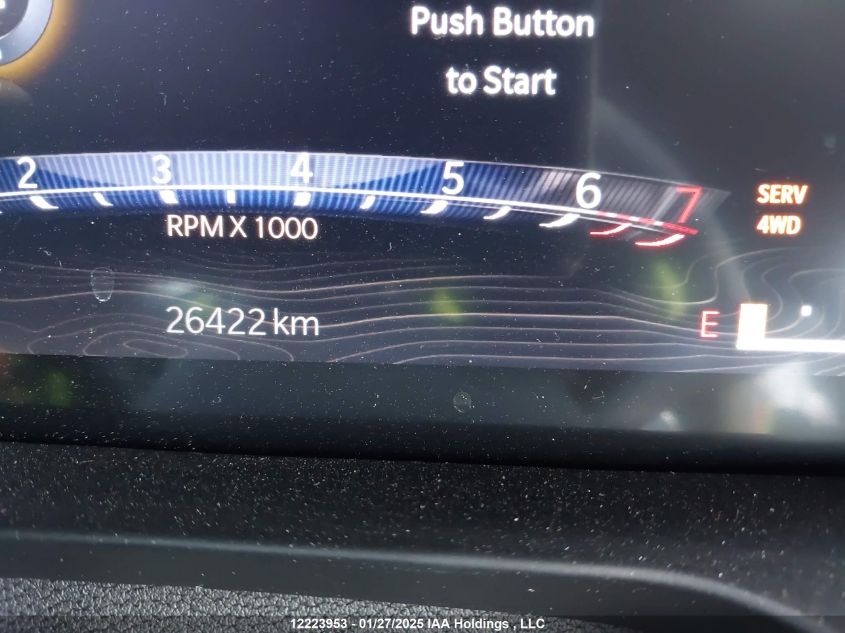 Push Button
to Start
2 3 4 5 6 7
SERV
4WD
RPM X 1000
26422 km
E
12223953 - 01/27/2025 IAA Holdings , LLC